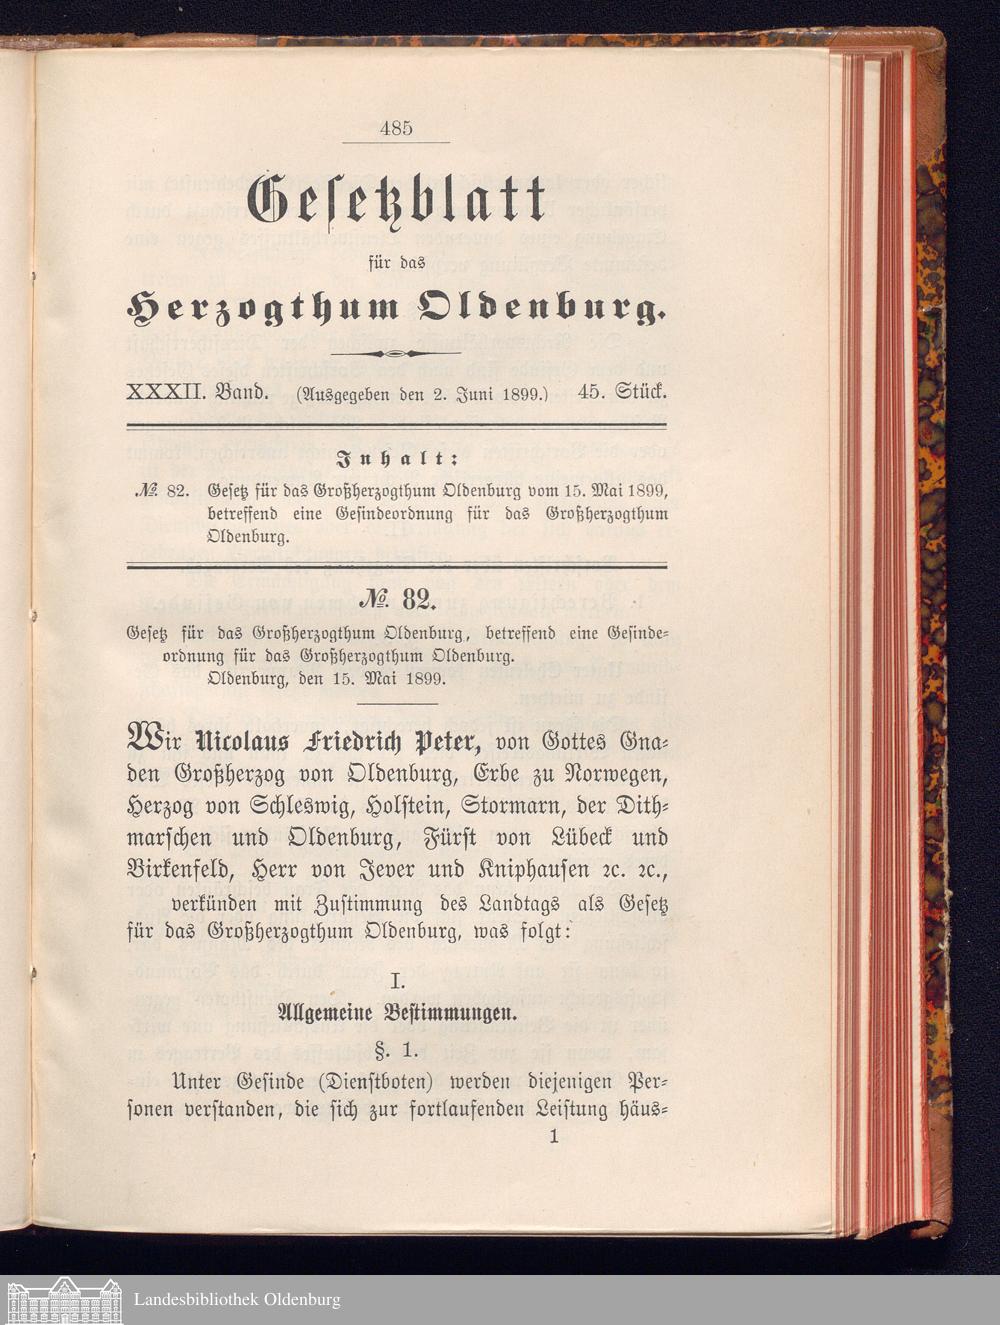 485
Gesetzblatt
für das
Herzogthum Oldenburg.
XXXII. Band. (Ausgegeben den 2. Juni 1899.) 45. Stück.
Inhalt:
№. 82. Gesetz für das Großherzogthum Oldenburg vom 15. Mai 1899,
betreffend eine Gesindeordnung für das Großherzogthum
Oldenburg.
№. 82.
Gesetz für das Großherzogthum Oldenburg, betreffend eine Gesinde-
ordnung für das Großherzogthum Oldenburg.
Oldenburg, den 15. Mai 1899.
Wir Nicolaus Friedrich Peter, von Gottes Gna-
den Großherzog von Oldenburg, Erbe zu Norwegen,
Herzog von Schleswig, Holstein, Stormarn, der Dith-
marschen und Oldenburg, Fürst von Lübeck und
Birkenfeld, Herr von Jever und Kniphausen ꝛc. ꝛc.,
verkünden mit Zustimmung des Landtags als Gesetz
für das Großherzogthum Oldenburg, was folgt:
I.
Allgemeine Bestimmungen.
§. 1.
Unter Gesinde (Dienstboten) werden diejenigen Per-
sonen verstanden, die sich zur fortlaufenden Leistung häus-
1
Landesbibliothek Oldenburg